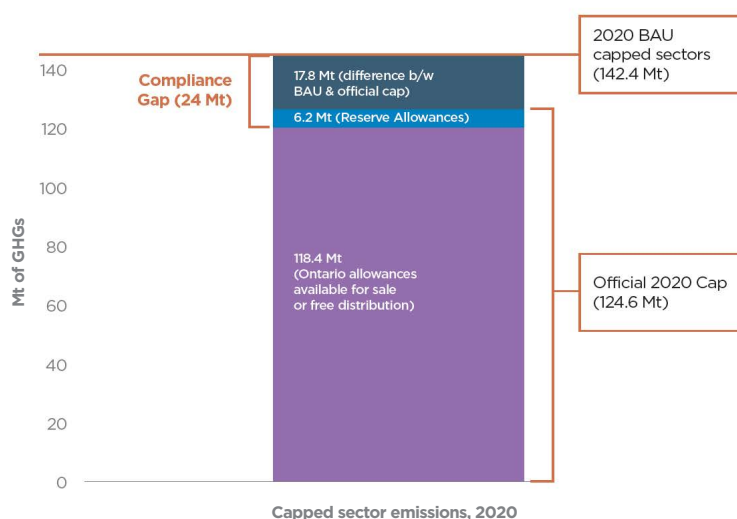 2020 BAU
capped sectors
(142.4 Mt)
140
120
100
80
60
40
20
0
Mt of GHGs
Compliance
Gap (24 Mt)
17.8 Mt (difference b/w
BAU & official cap)
6.2 Mt (Reserve Allowances)
118.4 Mt
(Ontario allowances
available for sale
or free distribution)
Official 2020 Cap
(124.6 Mt)
Capped sector emissions, 2020